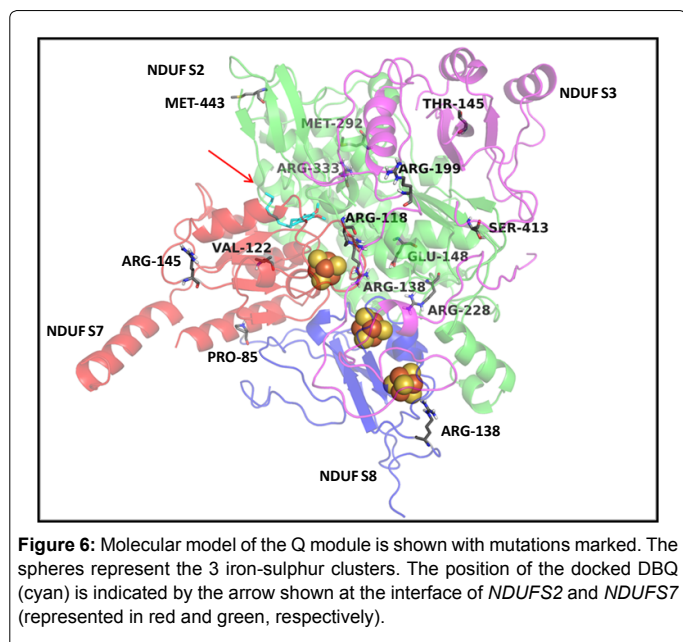 NDUF S2
MET-443
NDUF S3
THR-145
MET-292
ARG-333
ARG-199
ARG-118
SER-413
VAL-122
ARG-145
GLU-148
ARG-138
ARG-228
NDUF S7
PRO-85
ARG-138
NDUF S8
Figure 6: Molecular model of the Q module is shown with mutations marked. The
spheres represent the 3 iron-sulphur clusters. The position of the docked DBQ
(cyan) is indicated by the arrow shown at the interface of NDUFS2 and NDUFS7
(represented in red and green, respectively).